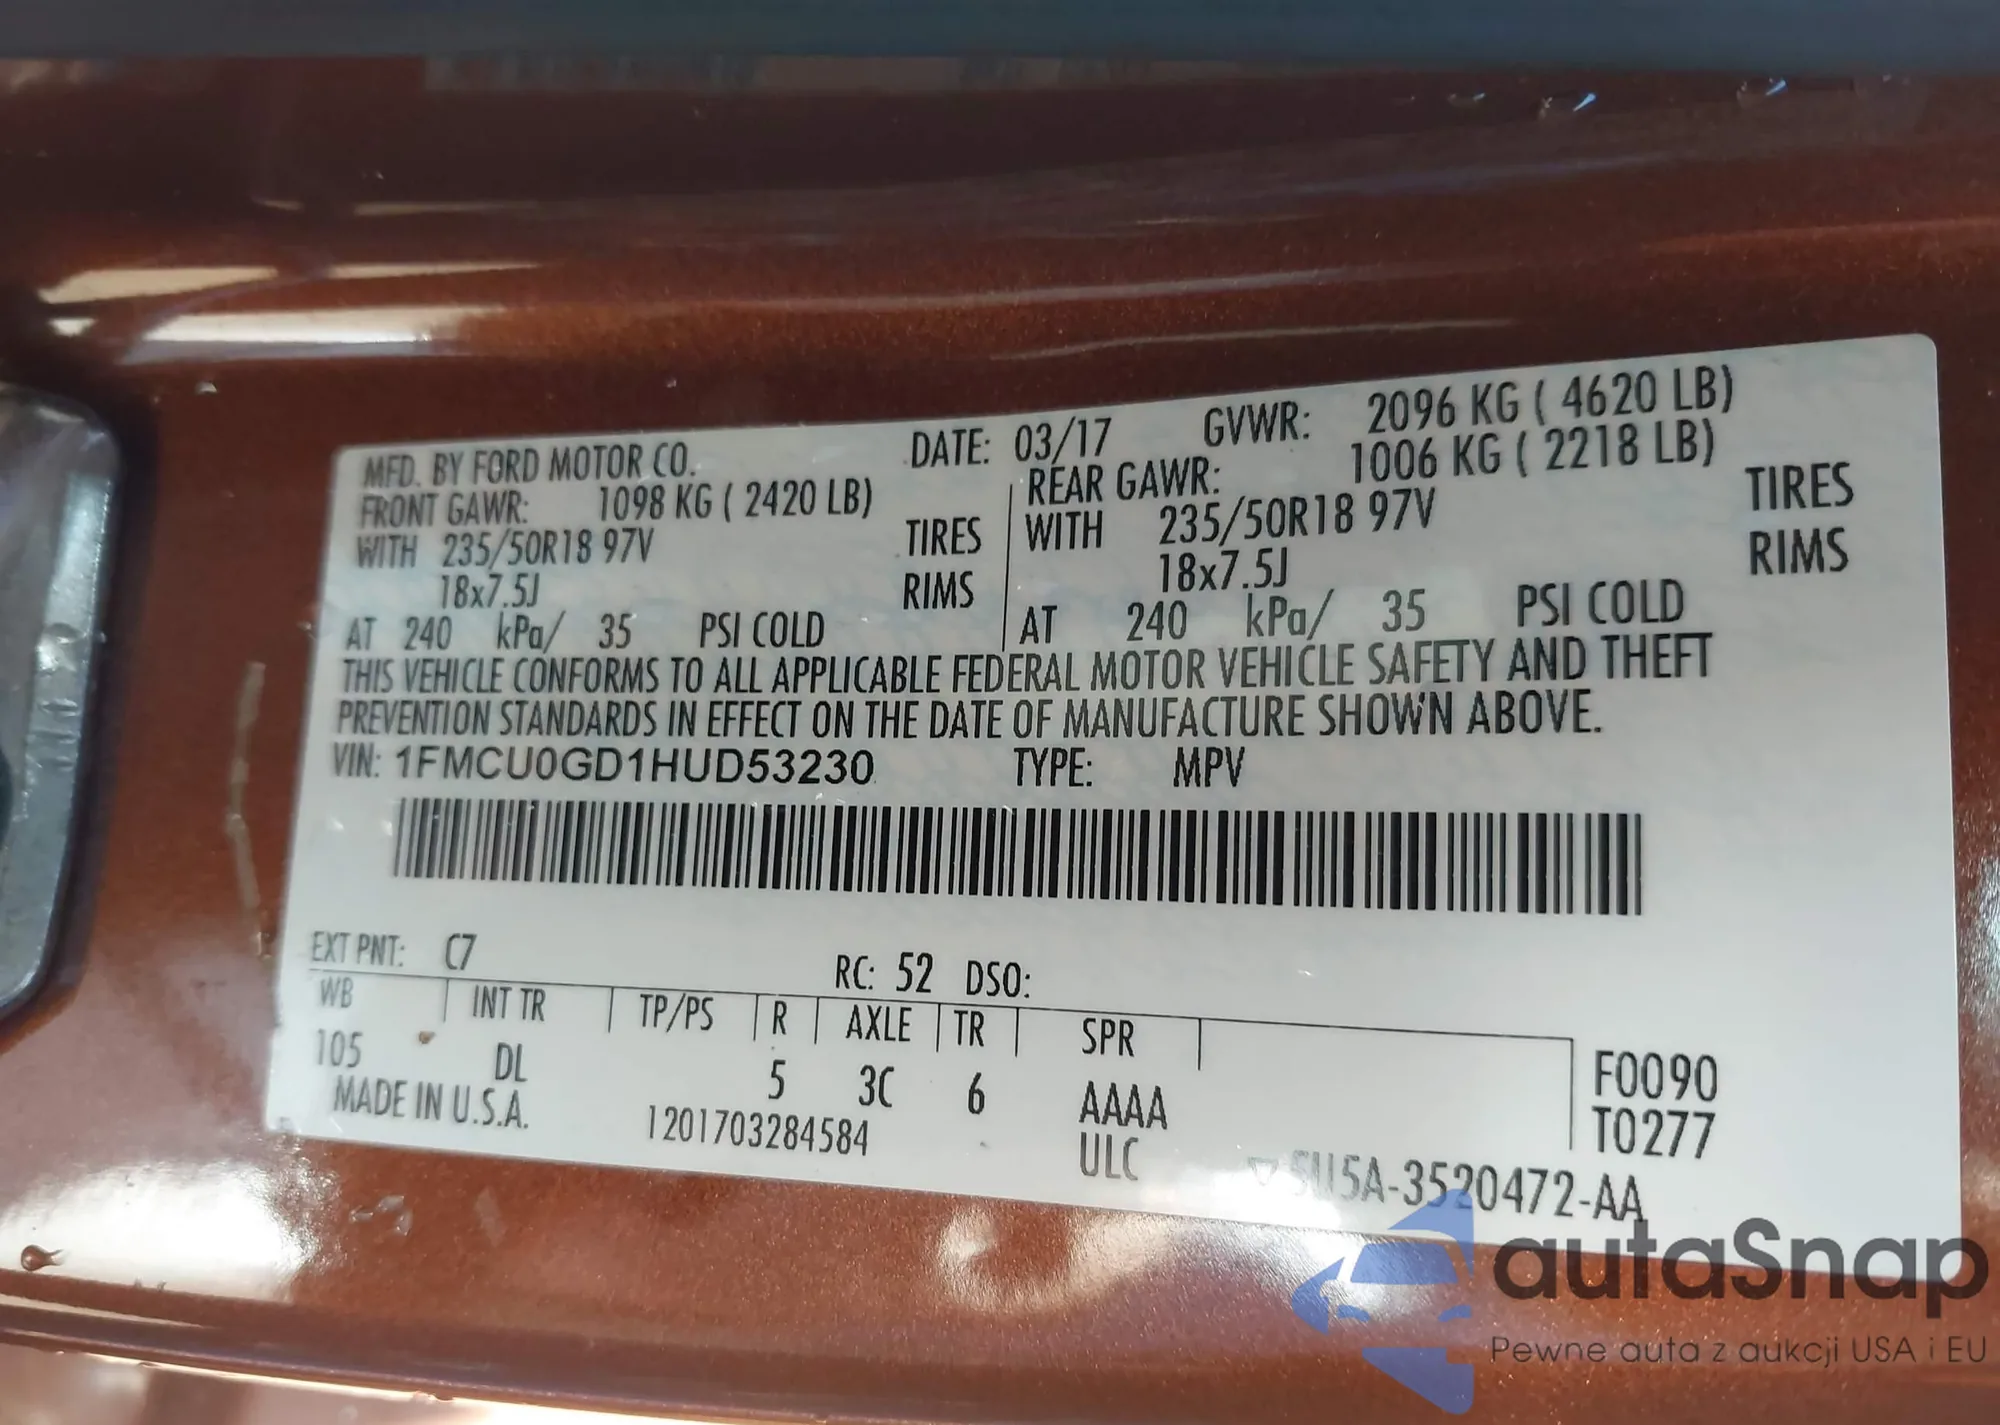 MFD. BY FORD MOTOR CO. DATE: 03/17 GVWR: 2096 KG ( 4620 LB)
FRONT GAWR: 1098 KG ( 2420 LB) REAR GAWR: 1006 KG ( 2218 LB)
WITH 235/50R18 97V TIRES WITH 235/50R18 97V TIRES
18x7.5J RIMS 18x7.5J RIMS
AT 240 kPa/ 35 PSI COLD AT 240 kPa/ 35 PSI COLD
THIS VEHICLE CONFORMS TO ALL APPLICABLE FEDERAL MOTOR VEHICLE SAFETY AND THEFT
PREVENTION STANDARDS IN EFFECT ON THE DATE OF MANUFACTURE SHOWN ABOVE.
VIN: 1FMCU0GD1HUD53230 TYPE: MPV
EXT PNT: C7 RC: 52 DSO:
WB INT TR TP/PS R AXLE TR SPR
105 DL 5 3C 6 AAAA F0090
MADE IN U.S.A. 1201703284584 ULC T0277
5U5A-3520472-AA
autaSnap
Pewne auta z aukcji USA i EU